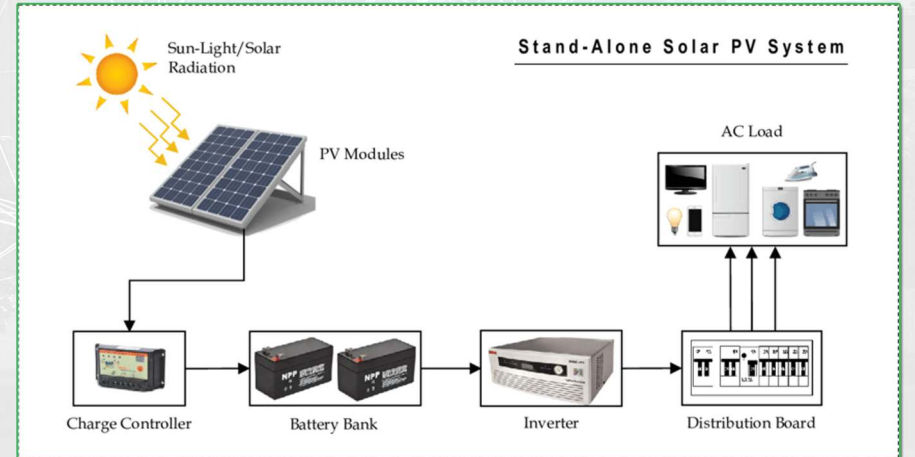 Stand-Alone Solar PV System
Sun-Light/Solar
Radiation
PV Modules
AC Load
NPP
NPP
Charge Controller
Battery Bank
Inverter
Distribution Board